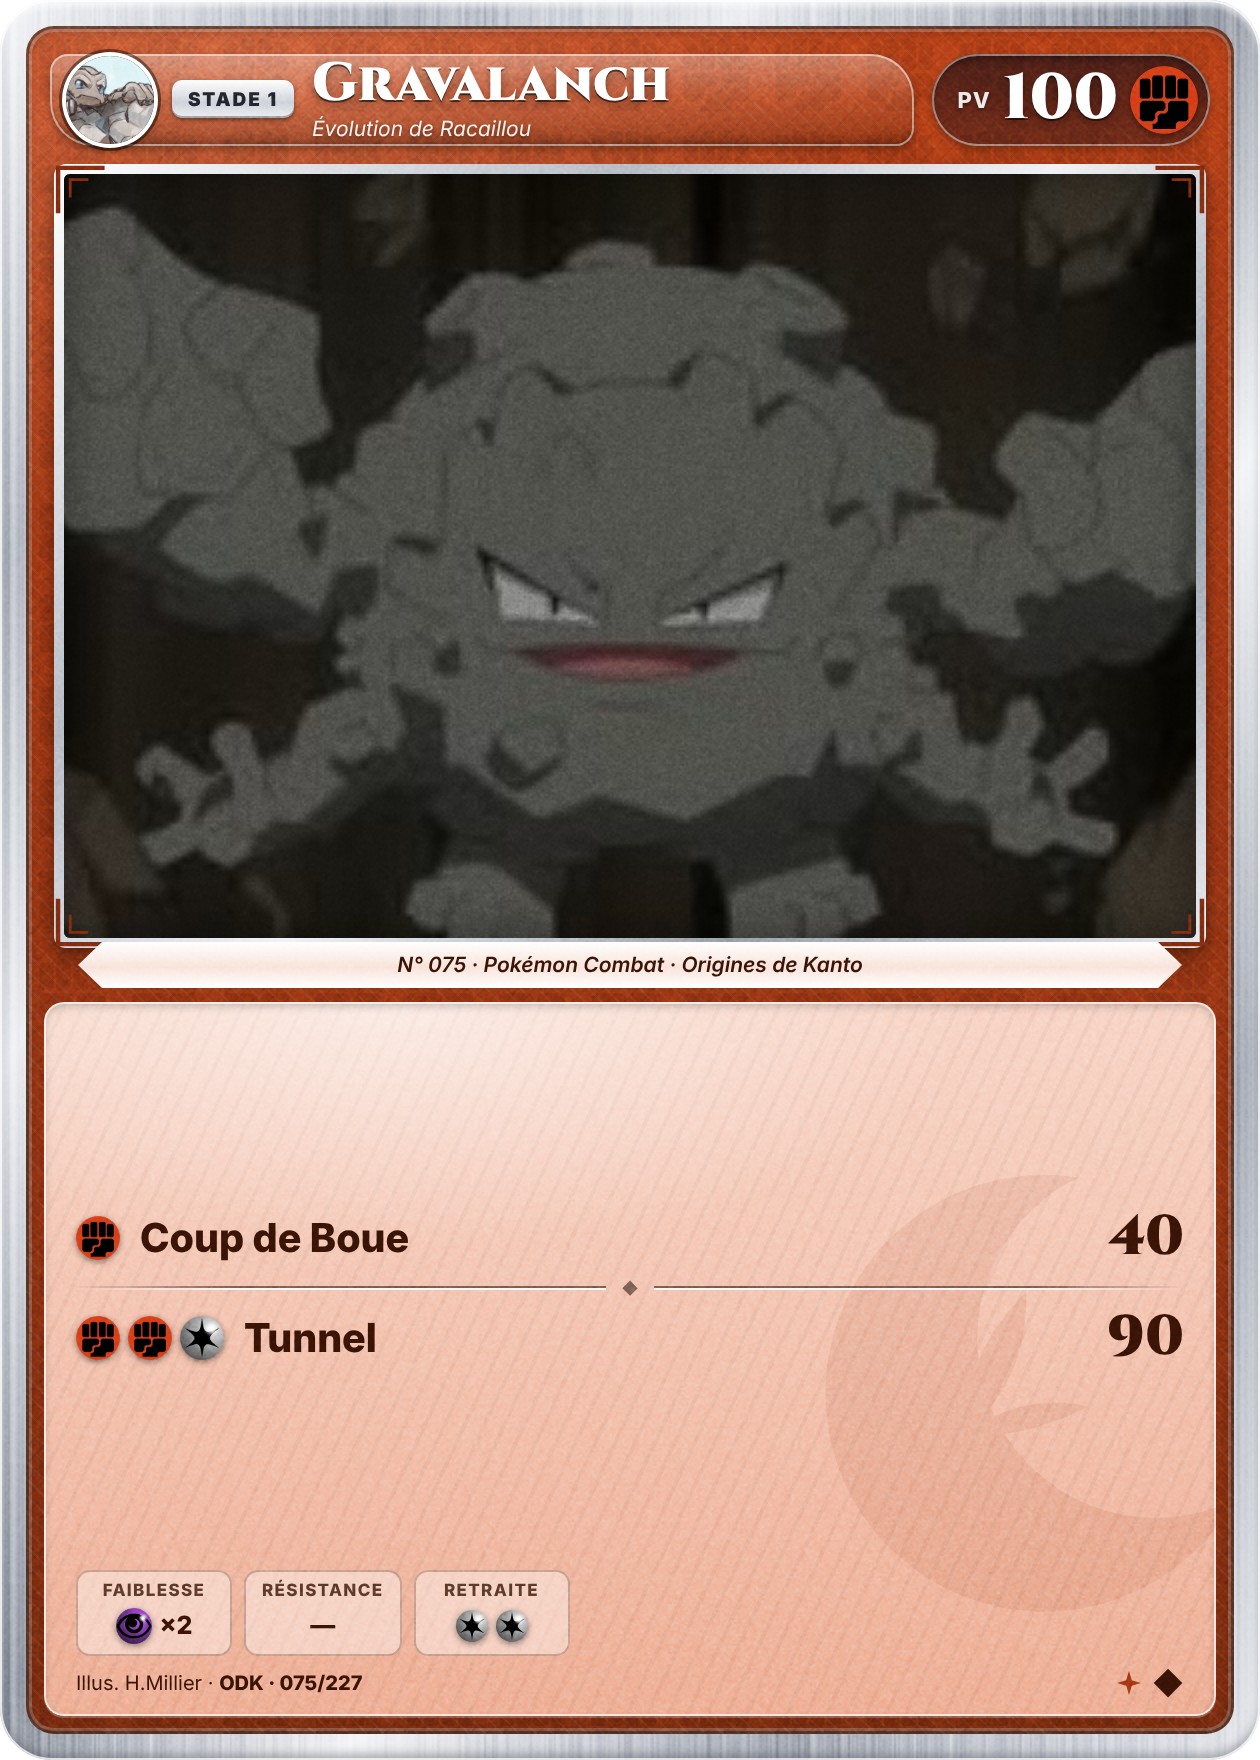 STADE 1
GRAVALANCH
Évolution de Racaillou
PV 100
N° 075 · Pokémon Combat · Origines de Kanto
Coup de Boue 40
Tunnel 90
FAIBLESSE
×2
RÉSISTANCE
—
RETRAITE
Illus. H.Millier · ODK · 075/227